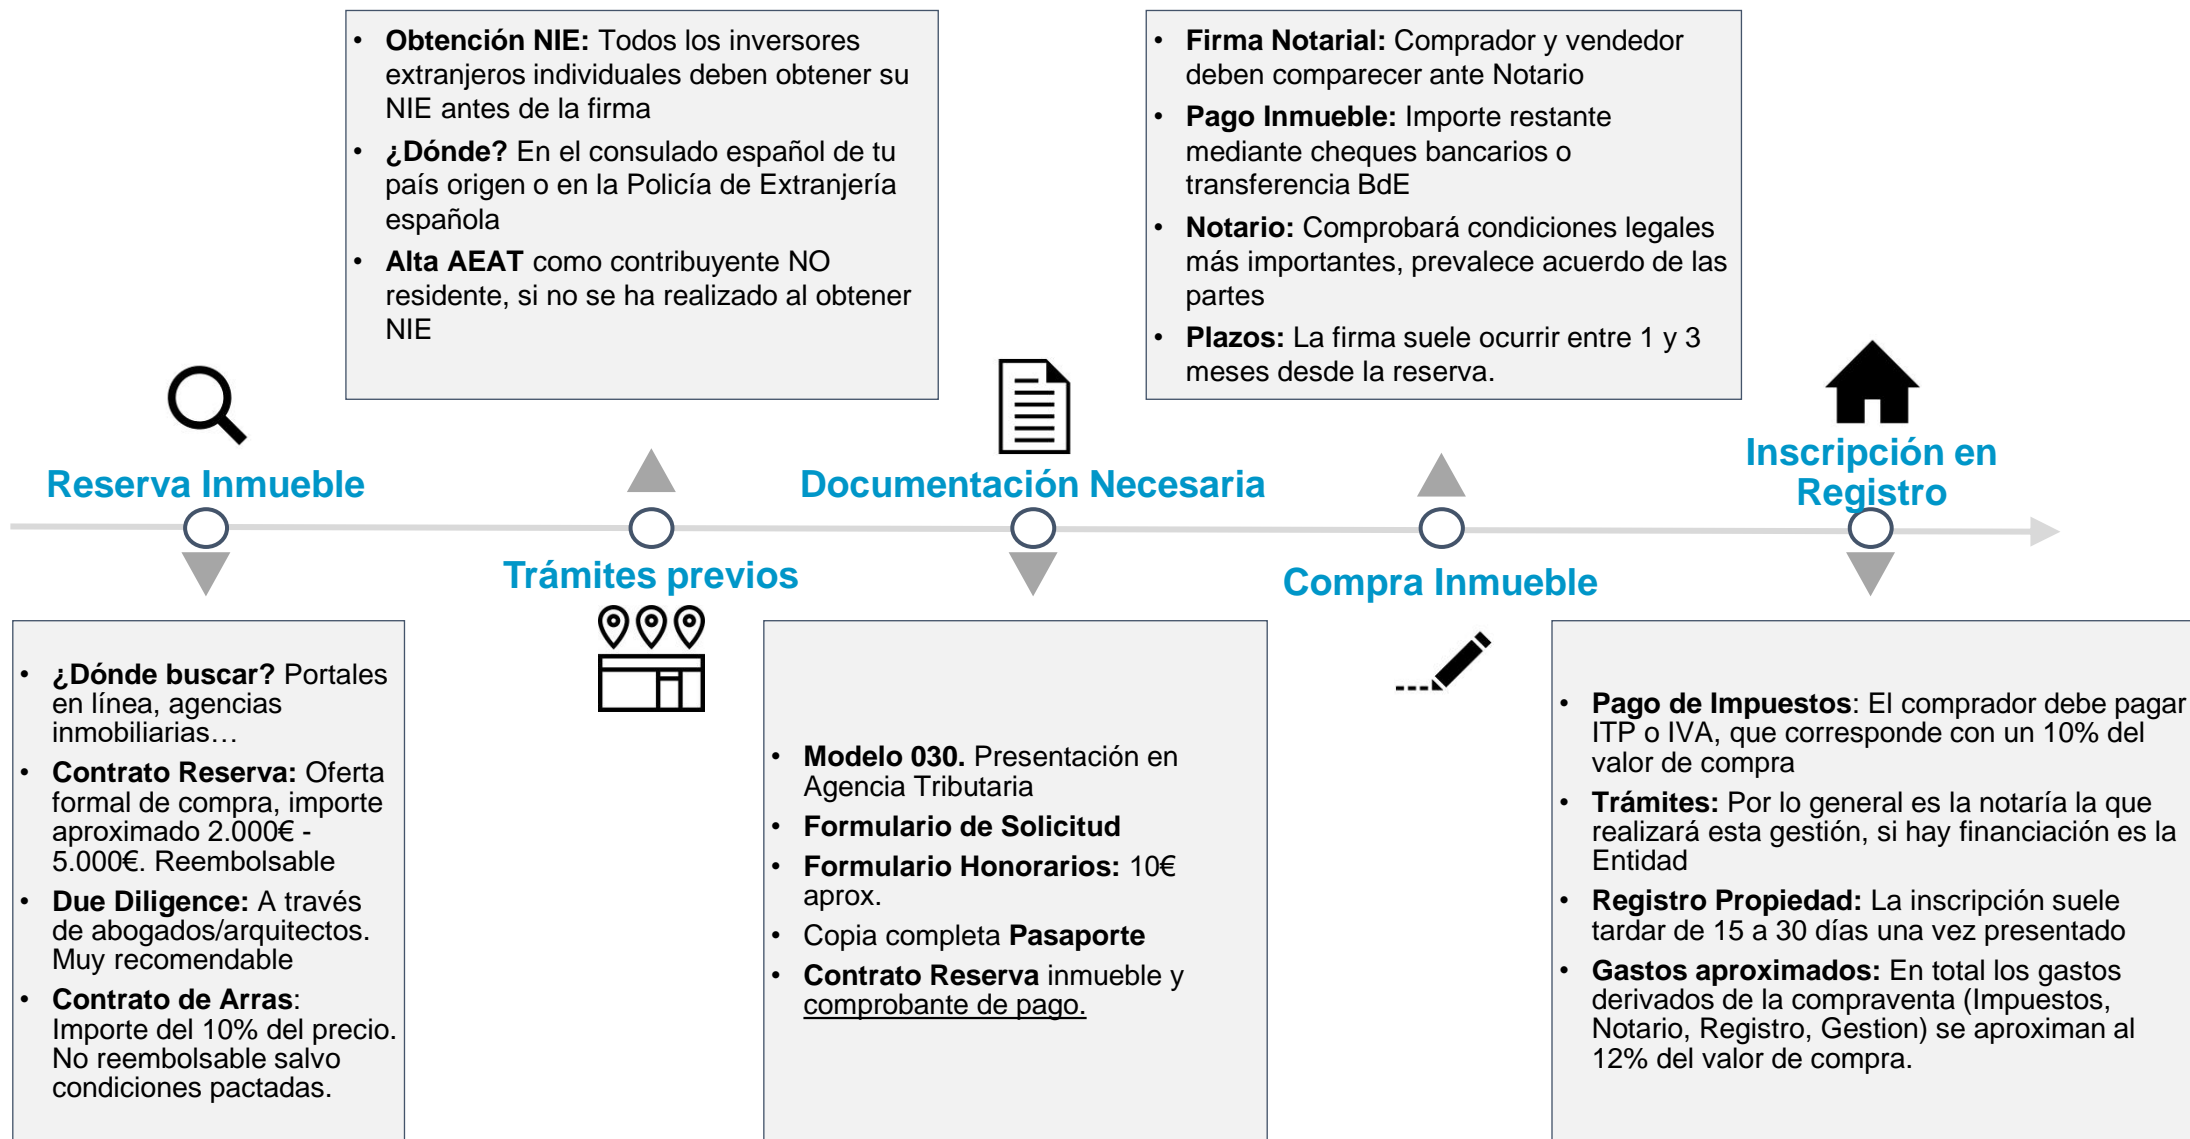 • Obtención NIE: Todos los inversores
extranjeros individuales deben obtener su
NIE antes de la firma
• ¿Dónde? En el consulado español de tu
país origen o en la Policía de Extranjería
española
• Alta AEAT como contribuyente NO
residente, si no se ha realizado al obtener
NIE
• Firma Notarial: Comprador y vendedor
deben comparecer ante Notario
• Pago Inmueble: Importe restante
mediante cheques bancarios o
transferencia BdE
• Notario: Comprobará condiciones legales
más importantes, prevalece acuerdo de las
partes
• Plazos: La firma suele ocurrir entre 1 y 3
meses desde la reserva.
Reserva Inmueble
Documentación Necesaria
Inscripción en
Registro
Trámites previos
Compra Inmueble
• ¿Dónde buscar? Portales
en línea, agencias
inmobiliarias…
• Contrato Reserva: Oferta
formal de compra, importe
aproximado 2.000€ -
5.000€. Reembolsable
• Due Diligence: A través
de abogados/arquitectos.
Muy recomendable
• Contrato de Arras:
Importe del 10% del precio.
No reembolsable salvo
condiciones pactadas.
• Modelo 030. Presentación en
Agencia Tributaria
• Formulario de Solicitud
• Formulario Honorarios: 10€
aprox.
• Copia completa Pasaporte
• Contrato Reserva inmueble y
comprobante de pago.
• Pago de Impuestos: El comprador debe pagar
ITP o IVA, que corresponde con un 10% del
valor de compra
• Trámites: Por lo general es la notaría la que
realizará esta gestión, si hay financiación es la
Entidad
• Registro Propiedad: La inscripción suele
tardar de 15 a 30 días una vez presentado
• Gastos aproximados: En total los gastos
derivados de la compraventa (Impuestos,
Notario, Registro, Gestion) se aproximan al
12% del valor de compra.